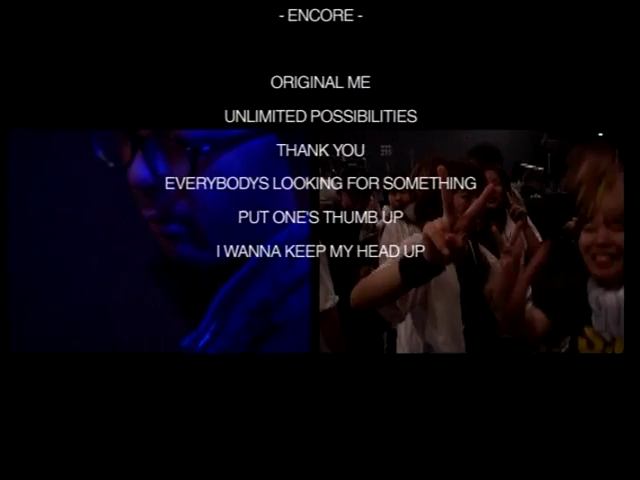 - ENCORE -
ORIGINAL ME
UNLIMITED POSSIBILITIES
THANK YOU
EVERYBODYS LOOKING FOR SOMETHING
PUT ONE'S THUMB UP
I WANNA KEEP MY HEAD UP